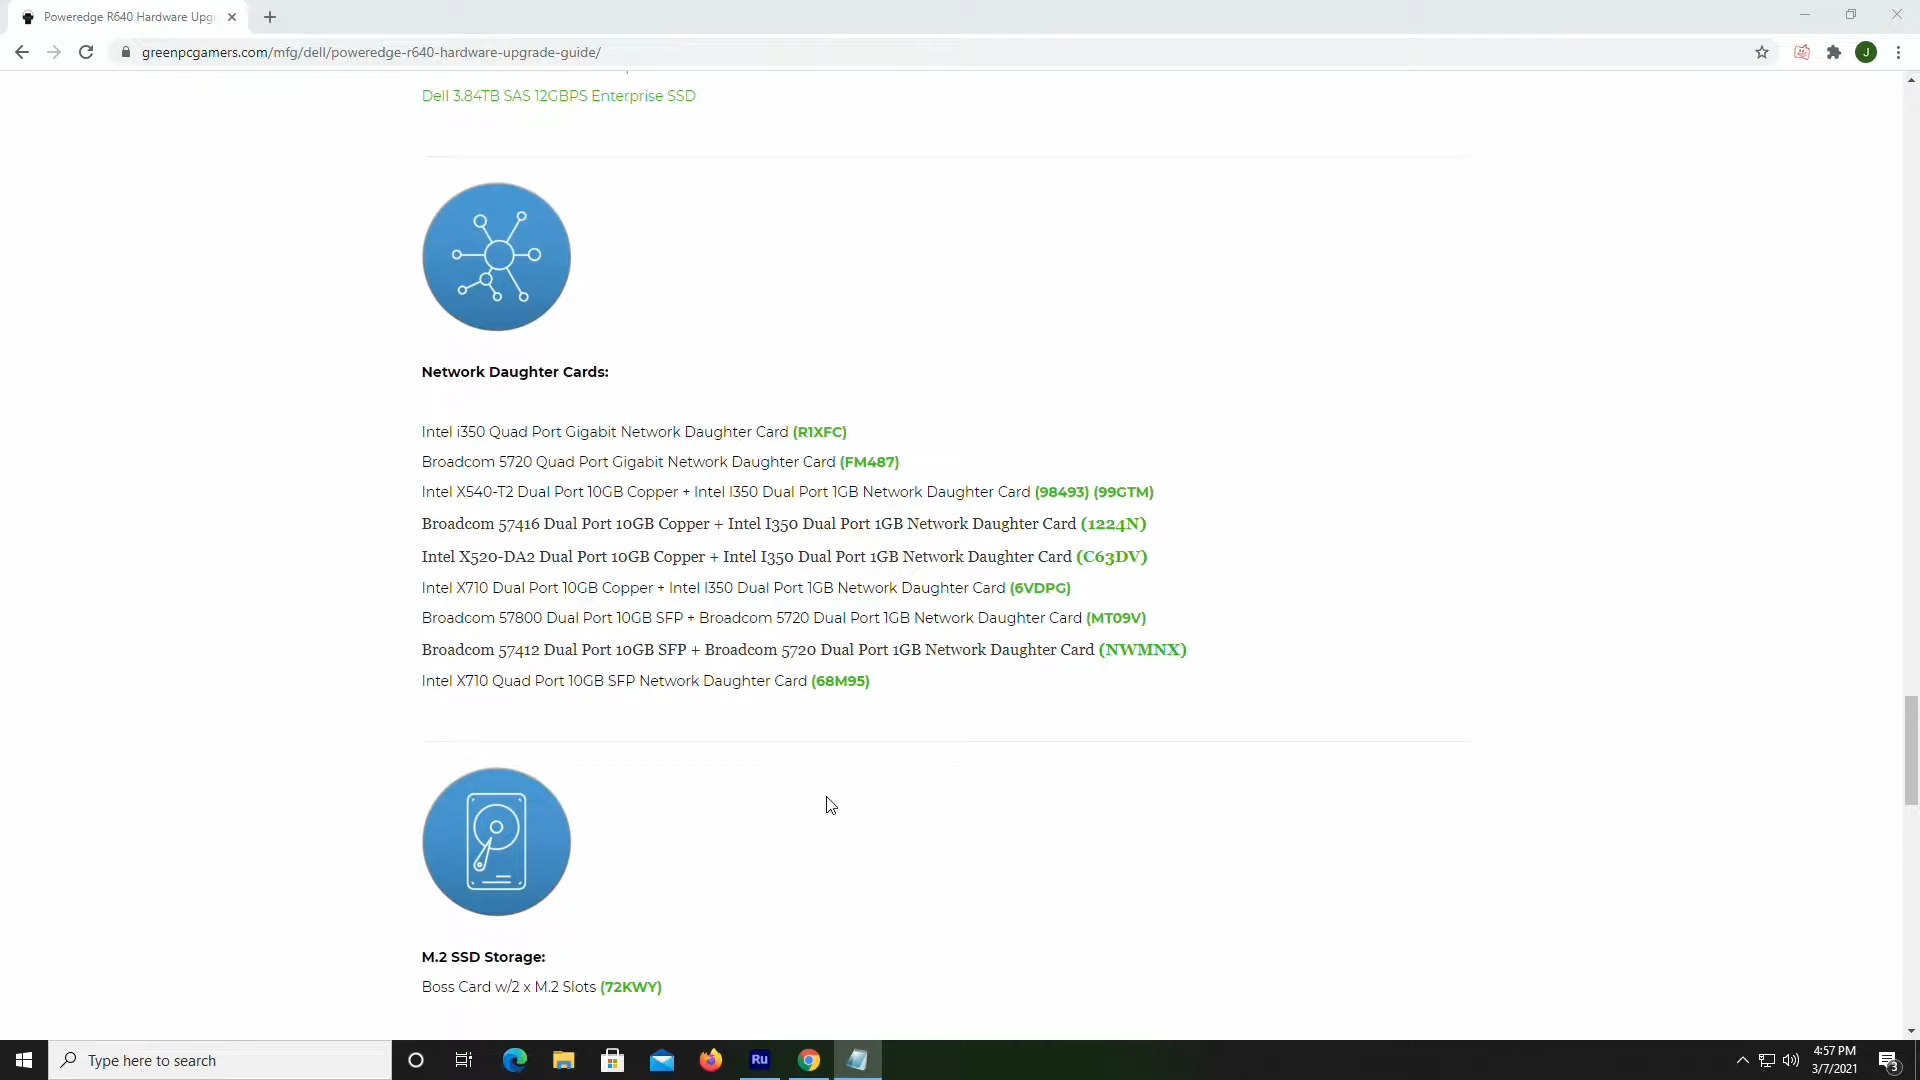 Poweredge R640 Hardware Upg
greenpcgamers.com/mfg/dell/poweredge-r640-hardware-upgrade-guide/
J
Dell 3.84TB SAS 12GBPS Enterprise SSD
Network Daughter Cards:
Intel i350 Quad Port Gigabit Network Daughter Card (R1XFC)
Broadcom 5720 Quad Port Gigabit Network Daughter Card (FM487)
Intel X540-T2 Dual Port 10GB Copper + Intel I350 Dual Port 1GB Network Daughter Card (98493) (99GTM)
Broadcom 57416 Dual Port 10GB Copper + Intel I350 Dual Port 1GB Network Daughter Card (1224N)
Intel X520-DA2 Dual Port 10GB Copper + Intel I350 Dual Port 1GB Network Daughter Card (C63DV)
Intel X710 Dual Port 10GB Copper + Intel I350 Dual Port 1GB Network Daughter Card (6VDPG)
Broadcom 57800 Dual Port 10GB SFP + Broadcom 5720 Dual Port 1GB Network Daughter Card (MT09V)
Broadcom 57412 Dual Port 10GB SFP + Broadcom 5720 Dual Port 1GB Network Daughter Card (NWMNX)
Intel X710 Quad Port 10GB SFP Network Daughter Card (68M95)
M.2 SSD Storage:
Boss Card w/2 x M.2 Slots (72KWY)
Type here to search
Ru
4:57 PM
3/7/2021
3